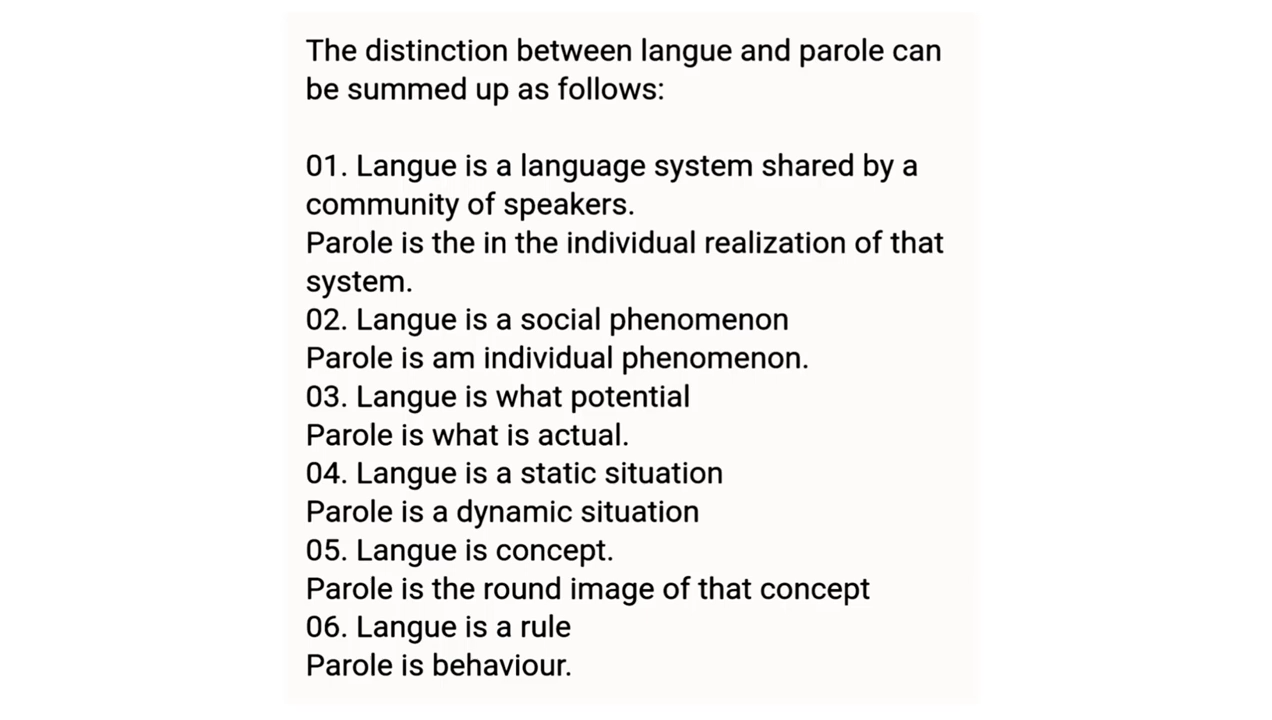 The distinction between langue and parole can
be summed up as follows:
01. Langue is a language system shared by a
community of speakers.
Parole is the in the individual realization of that
system.
02. Langue is a social phenomenon
Parole is am individual phenomenon.
03. Langue is what potential
Parole is what is actual.
04. Langue is a static situation
Parole is a dynamic situation
05. Langue is concept.
Parole is the round image of that concept
06. Langue is a rule
Parole is behaviour.